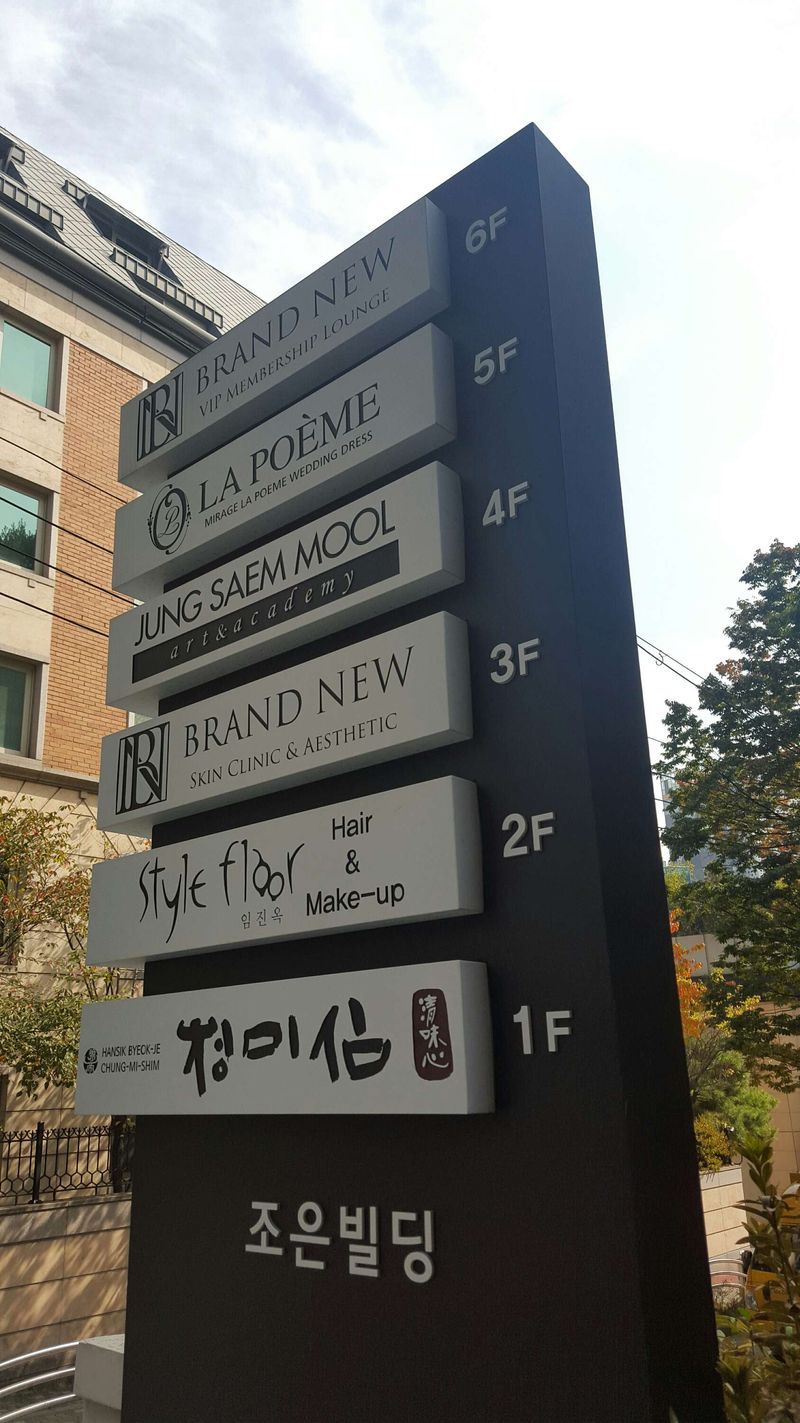 BRAND NEW
VIP MEMBERSHIP LOUNGE
6F
LA POÈME
MIRAGE LA POEME WEDDING DRESS
5F
JUNG SAEM MOOL
art&academy
4F
BRAND NEW
SKIN CLINIC & AESTHETIC
3F
style floor
임진옥
Hair
&
Make-up
2F
HANSIK BYEOK-JE
CHUNG-MI-SHIM
청미심
清味心
1F
조은빌딩